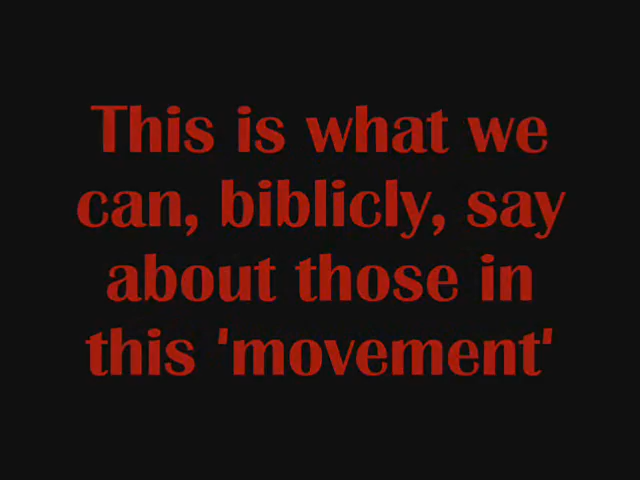 This is what we
can, biblicly, say
about those in
this 'movement'